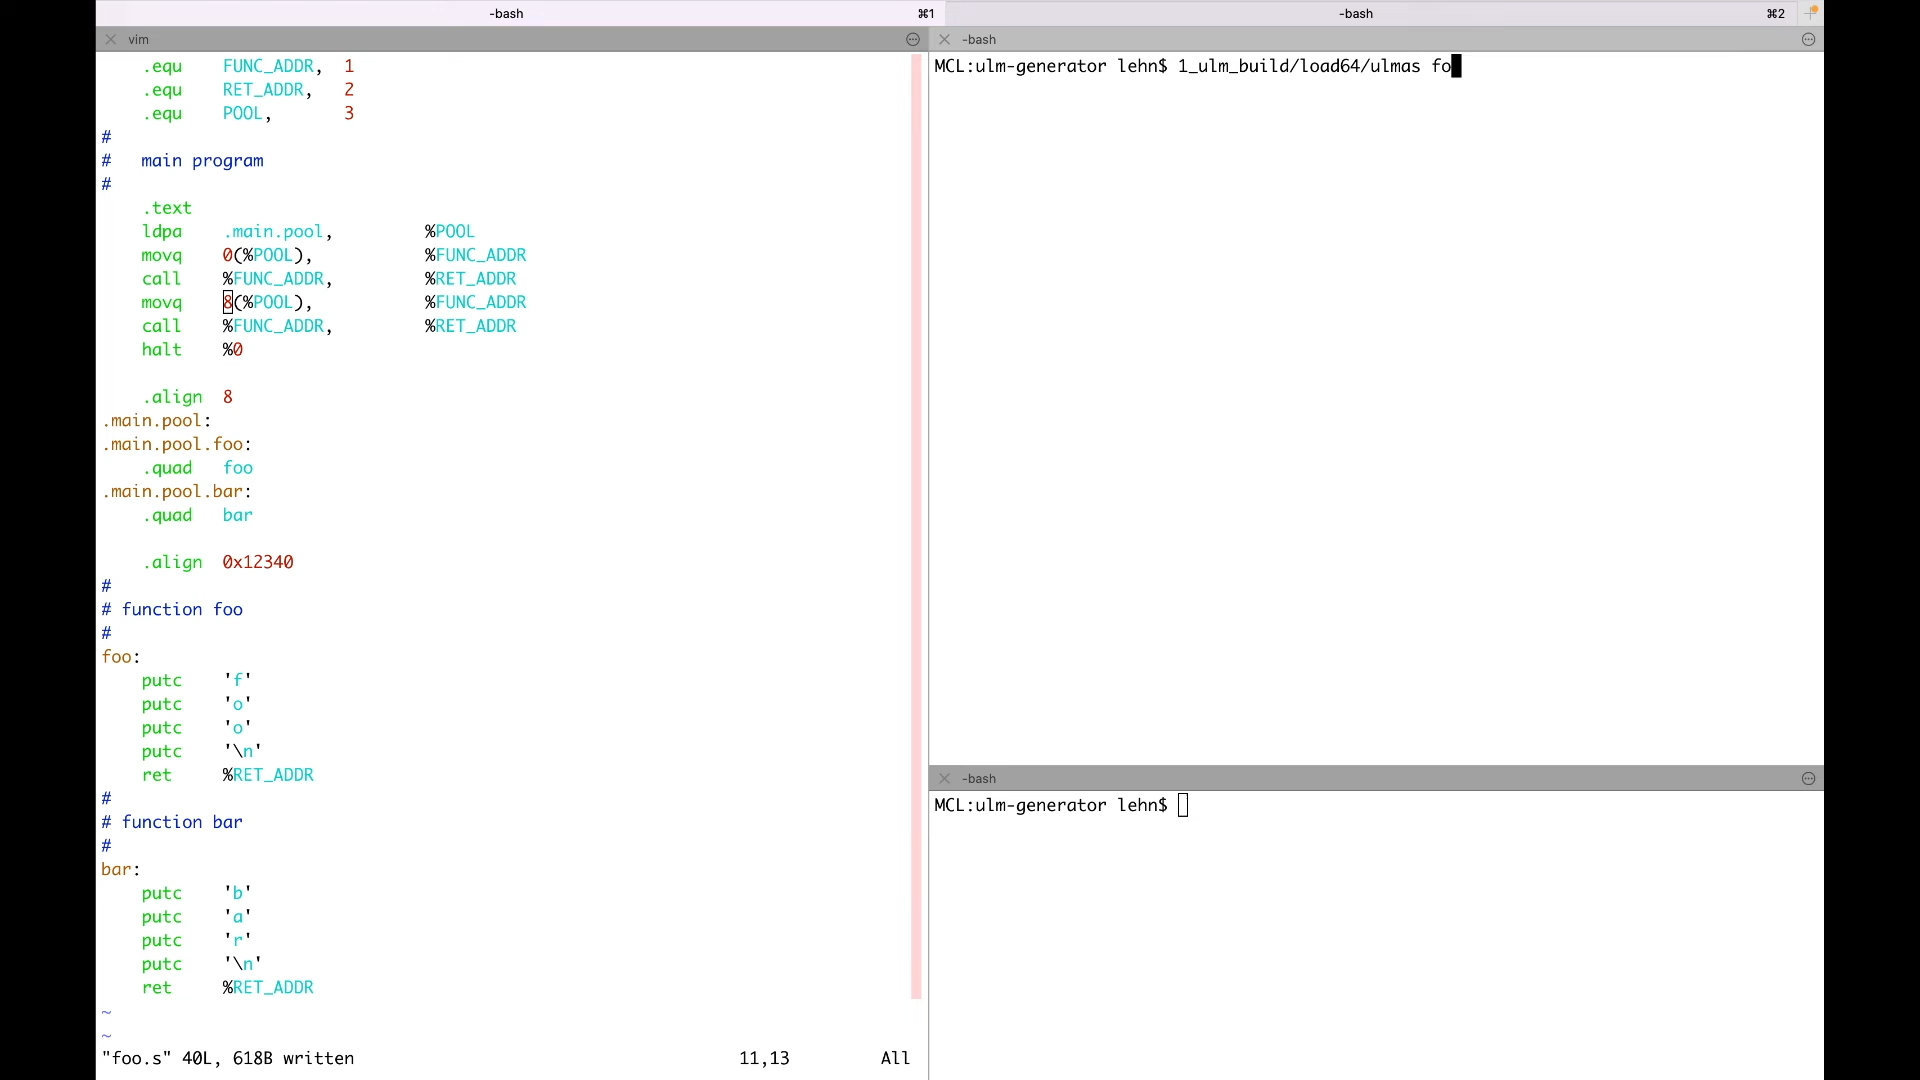 -bash ⌘1 -bash ⌘2
vim
.equ FUNC_ADDR, 1
.equ RET_ADDR, 2
.equ POOL, 3
#
# main program
#
.text
ldpa .main.pool, %POOL
movq 0(%POOL), %FUNC_ADDR
call %FUNC_ADDR, %RET_ADDR
movq 8(%POOL), %FUNC_ADDR
call %FUNC_ADDR, %RET_ADDR
halt %0
.align 8
.main.pool:
.main.pool.foo:
.quad foo
.main.pool.bar:
.quad bar
.align 0x12340
#
# function foo
#
foo:
putc 'f'
putc 'o'
putc 'o'
putc '\n'
ret %RET_ADDR
#
# function bar
#
bar:
putc 'b'
putc 'a'
putc 'r'
putc '\n'
ret %RET_ADDR
~
~
"foo.s" 40L, 618B written 11,13 All
-bash
MCL:ulm-generator lehn$ 1_ulm_build/load64/ulmas fo
-bash
MCL:ulm-generator lehn$